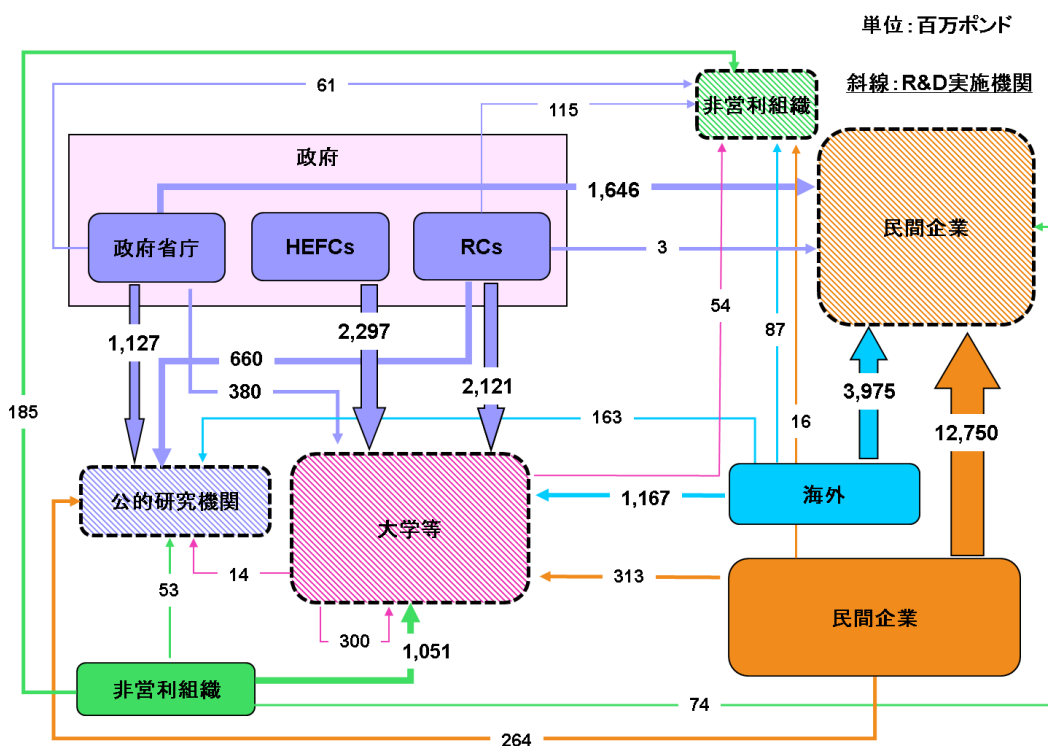 単位:百万ポンド
斜線:R&D実施機関
61
非営利組織
115
政府
1,646
民間企業
政府省庁
HEFCs
RCs
3
54
1,127
2,297
87
660
2,121
3,975
380
185
163
16
12,750
公的研究機関
大学等
1,167
海外
14
53
313
民間企業
300
1,051
非営利組織
74
264